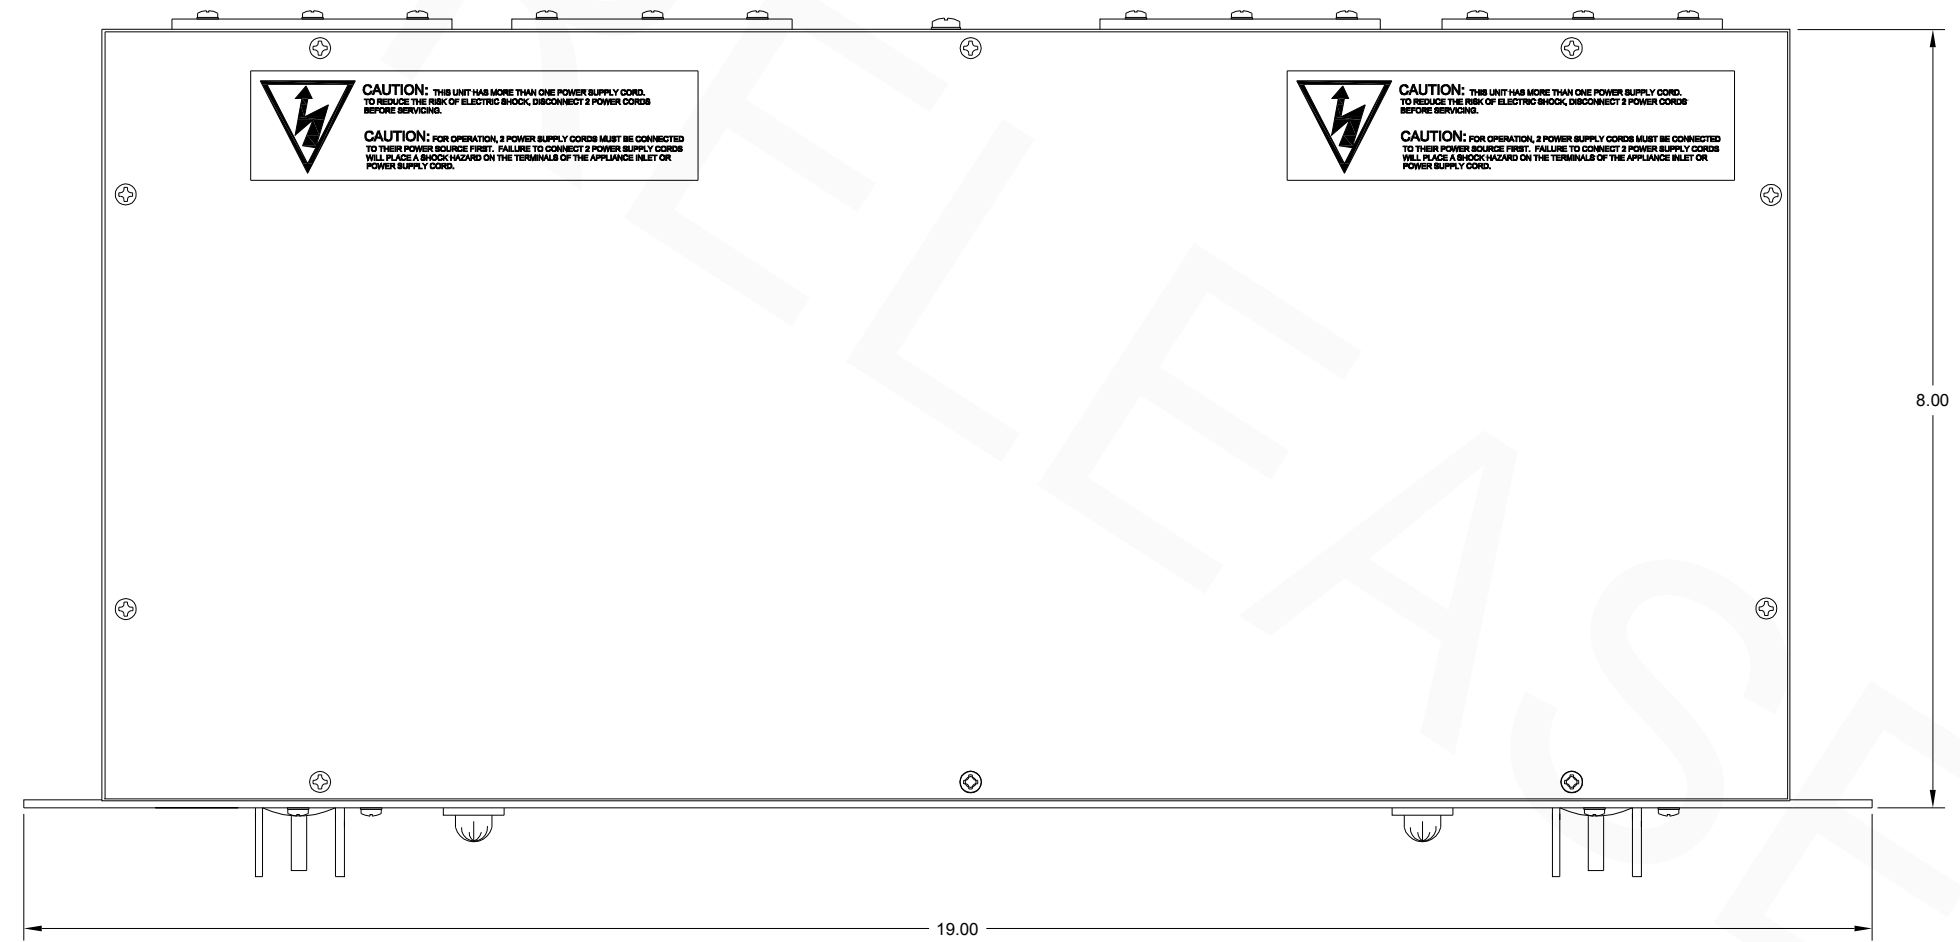 CAUTION: THIS UNIT HAS MORE THAN ONE POWER SUPPLY CORD.
TO REDUCE THE RISK OF ELECTRIC SHOCK, DISCONNECT 2 POWER CORDS
BEFORE SERVICING.
CAUTION: FOR OPERATION, 2 POWER SUPPLY CORDS MUST BE CONNECTED
TO THEIR POWER SOURCE FIRST. FAILURE TO CONNECT 2 POWER SUPPLY CORDS
WILL PLACE A SHOCK HAZARD ON THE TERMINALS OF THE APPLIANCE INLET OR
POWER SUPPLY CORD.
CAUTION: THIS UNIT HAS MORE THAN ONE POWER SUPPLY CORD.
TO REDUCE THE RISK OF ELECTRIC SHOCK, DISCONNECT 2 POWER CORDS
BEFORE SERVICING.
CAUTION: FOR OPERATION, 2 POWER SUPPLY CORDS MUST BE CONNECTED
TO THEIR POWER SOURCE FIRST. FAILURE TO CONNECT 2 POWER SUPPLY CORDS
WILL PLACE A SHOCK HAZARD ON THE TERMINALS OF THE APPLIANCE INLET OR
POWER SUPPLY CORD.
8.00
19.00
RELEASE